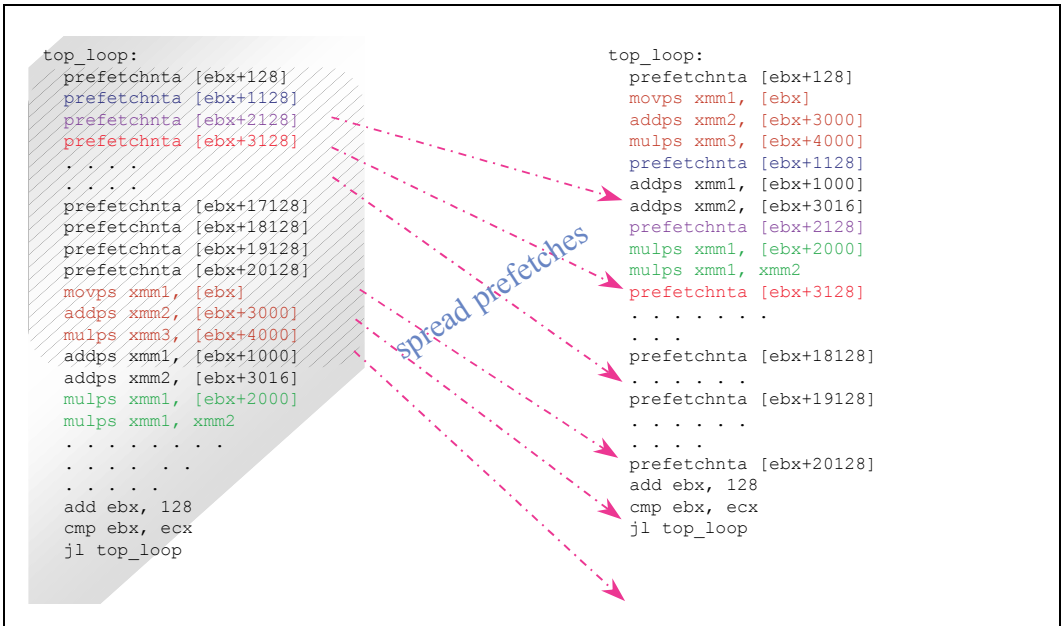 top_loop:
prefetchnta [ebx+128]
prefetchnta [ebx+1128]
prefetchnta [ebx+2128]
prefetchnta [ebx+3128]
. . . .
. . . .
prefetchnta [ebx+17128]
prefetchnta [ebx+18128]
prefetchnta [ebx+19128]
prefetchnta [ebx+20128]
movps xmm1, [ebx]
addps xmm2, [ebx+3000]
mulps xmm3, [ebx+4000]
addps xmm1, [ebx+1000]
addps xmm2, [ebx+3016]
mulps xmm1, [ebx+2000]
mulps xmm1, xmm2
. . . . . . . .
. . . . . .
. . . . .
add ebx, 128
cmp ebx, ecx
jl top_loop
spread prefetches
top_loop:
prefetchnta [ebx+128]
movps xmm1, [ebx]
addps xmm2, [ebx+3000]
mulps xmm3, [ebx+4000]
prefetchnta [ebx+1128]
addps xmm1, [ebx+1000]
addps xmm2, [ebx+3016]
prefetchnta [ebx+2128]
mulps xmm1, [ebx+2000]
mulps xmm1, xmm2
prefetchnta [ebx+3128]
. . . . . . .
. . .
prefetchnta [ebx+18128]
. . . . . .
prefetchnta [ebx+19128]
. . . . . .
. . . .
prefetchnta [ebx+20128]
add ebx, 128
cmp ebx, ecx
jl top_loop